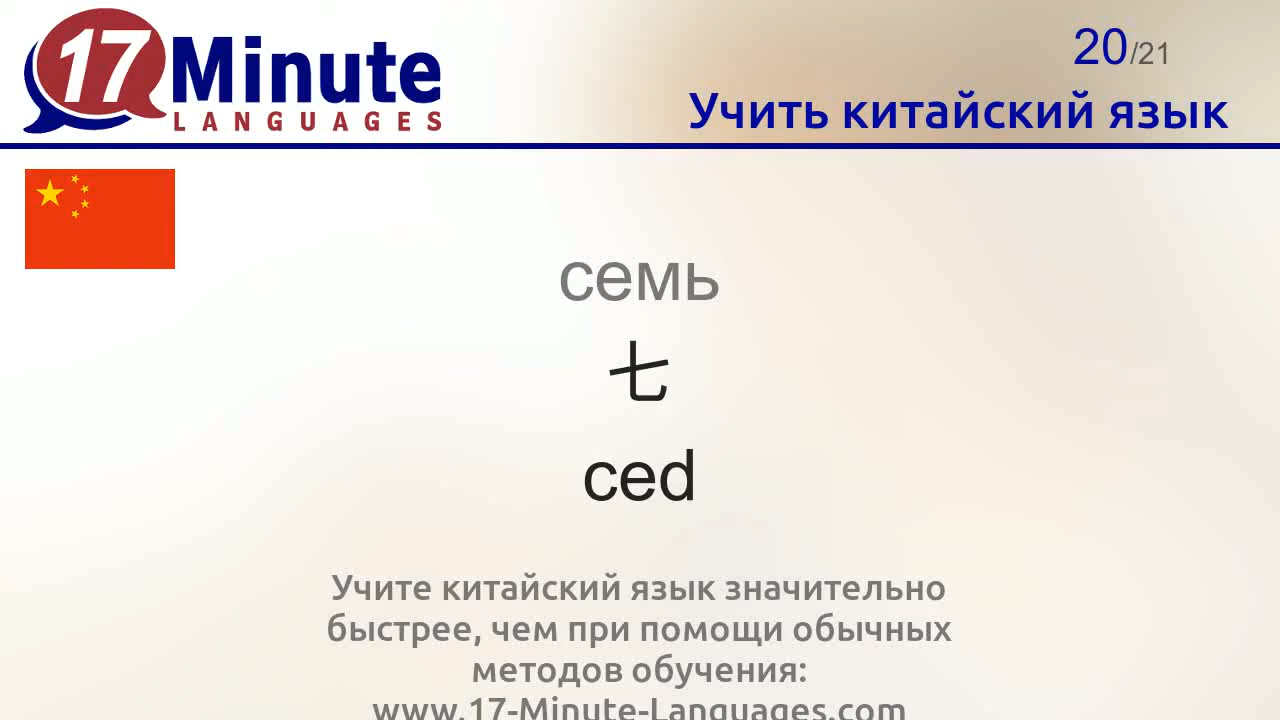 17 Minute
LANGUAGES
20/21
Учить китайский язык
семь
七
ced
Учите китайский язык значительно
быстрее, чем при помощи обычных
методов обучения:
www.17-Minute-Languages.com